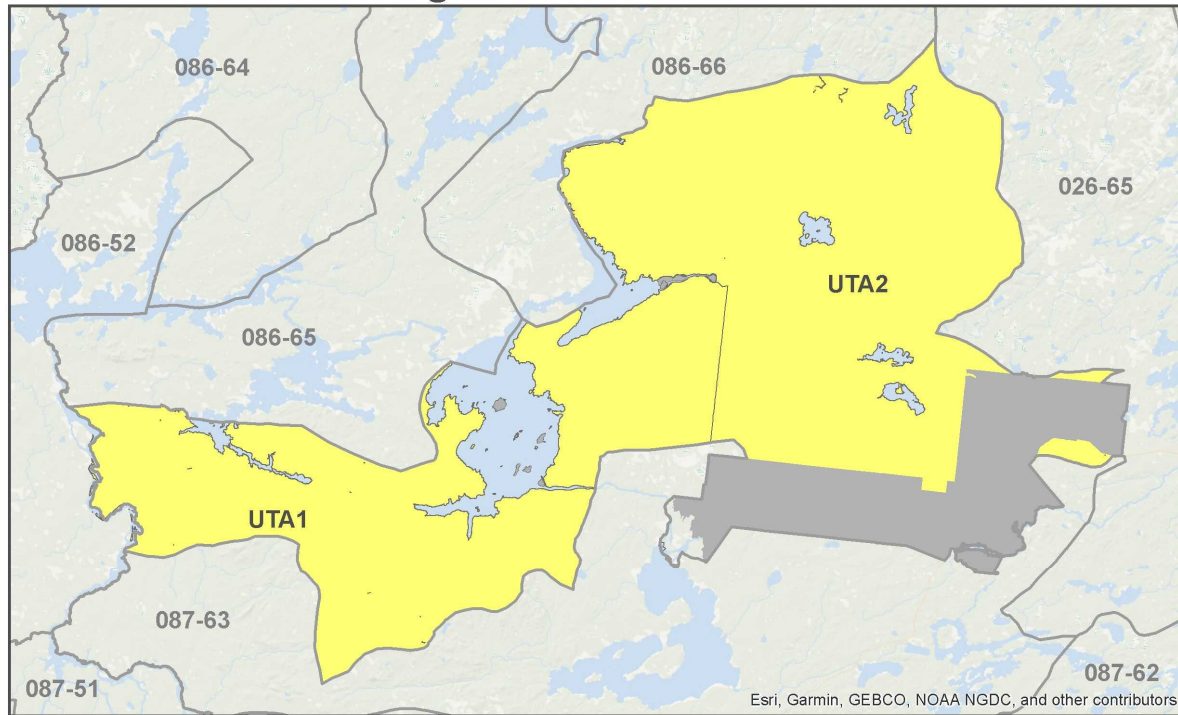 086-64
086-66
026-65
086-52
UTA2
086-65
UTA1
087-63
087-62
087-51
Esri, Garmin, GEBCO, NOAA NGDC, and other contributors